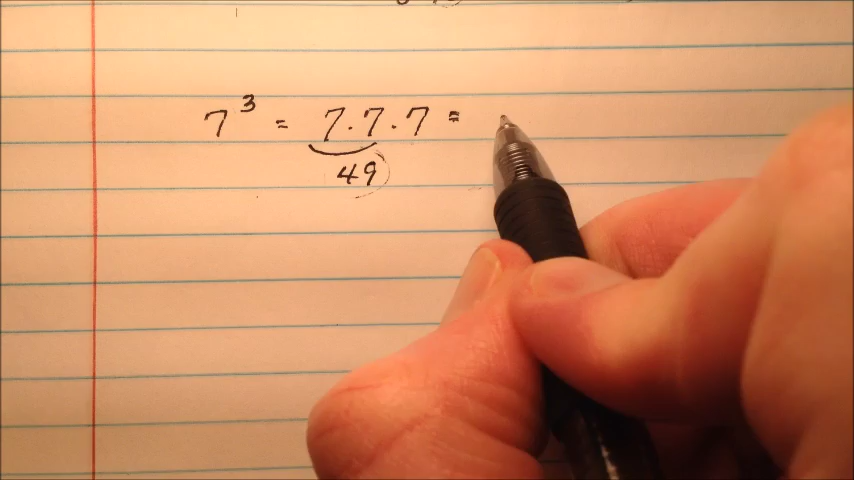 7³ = 7.7.7 =
49